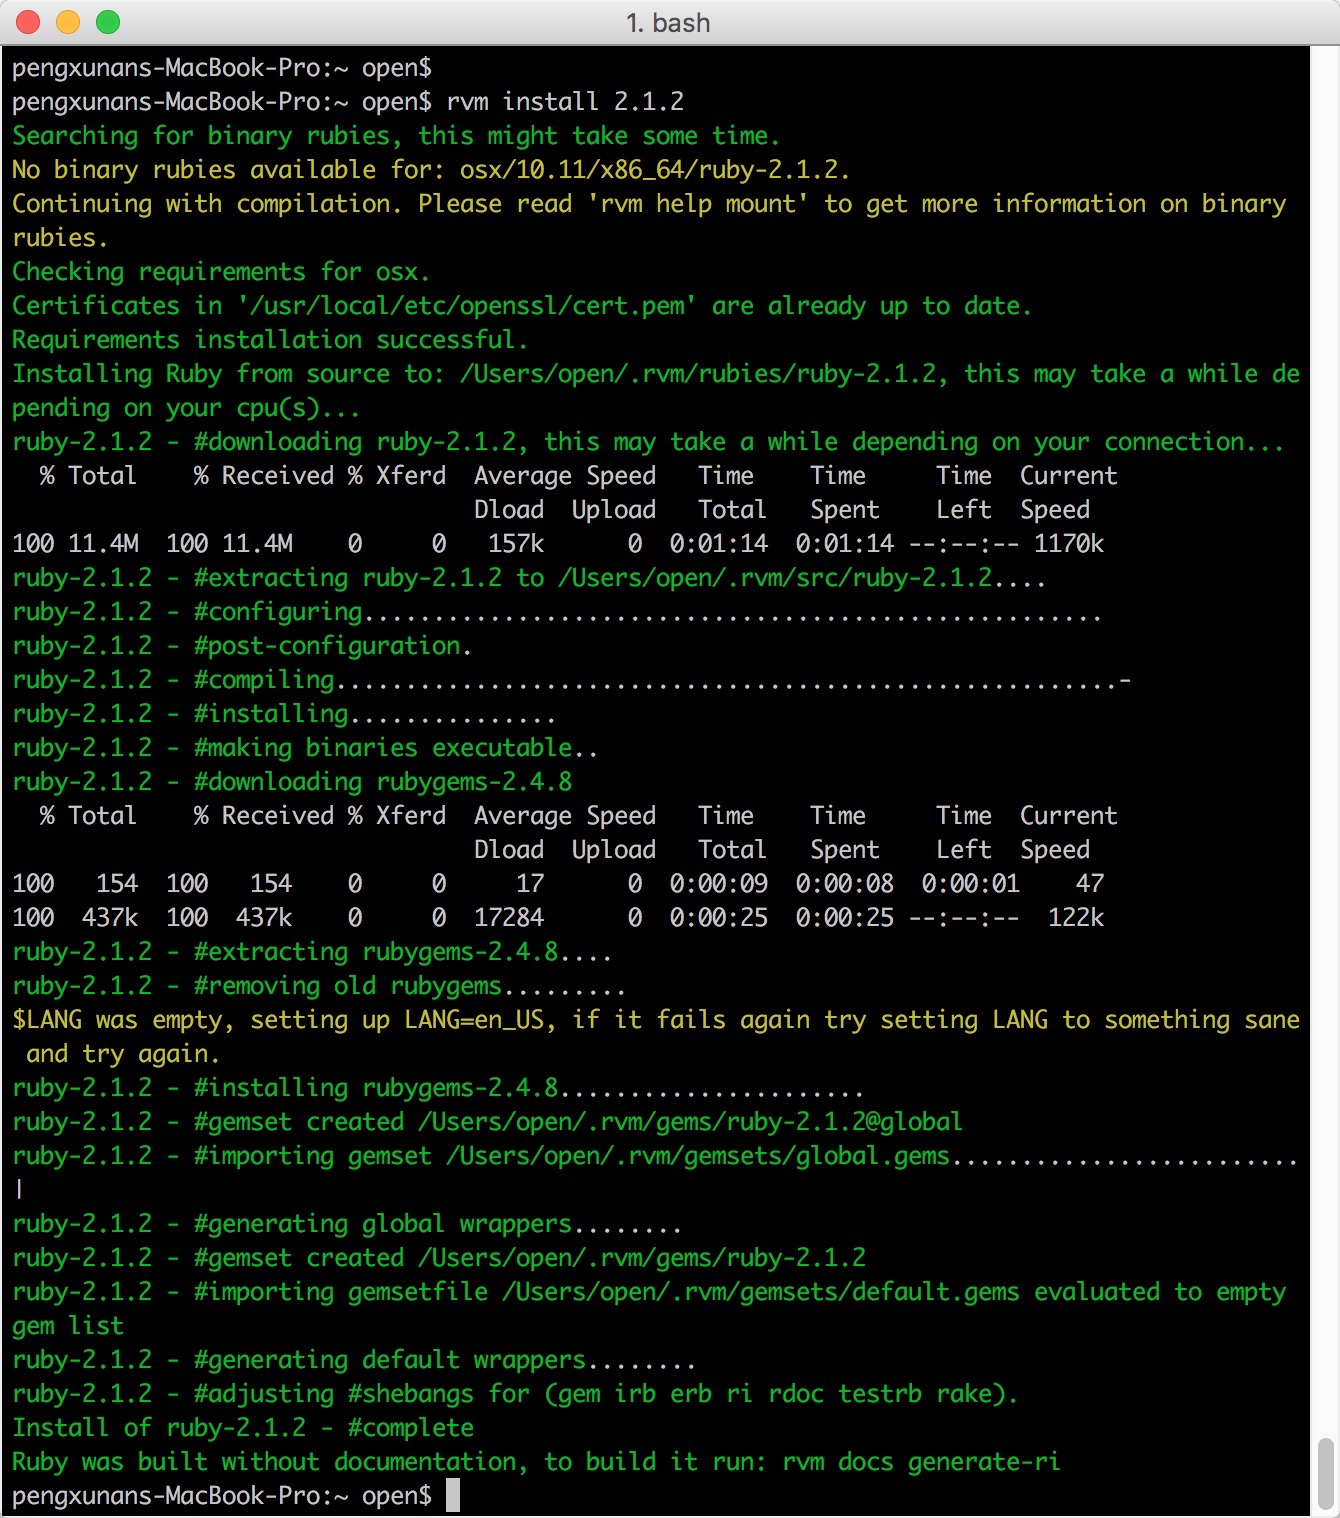 1. bash
pengxunans-MacBook-Pro:~ open$
pengxunans-MacBook-Pro:~ open$ rvm install 2.1.2
Searching for binary rubies, this might take some time.
No binary rubies available for: osx/10.11/x86_64/ruby-2.1.2.
Continuing with compilation. Please read 'rvm help mount' to get more information on binary
rubies.
Checking requirements for osx.
Certificates in '/usr/local/etc/openssl/cert.pem' are already up to date.
Requirements installation successful.
Installing Ruby from source to: /Users/open/.rvm/rubies/ruby-2.1.2, this may take a while de
pending on your cpu(s)...
ruby-2.1.2 - #downloading ruby-2.1.2, this may take a while depending on your connection...
  % Total    % Received % Xferd  Average Speed   Time    Time     Time  Current
                                 Dload  Upload   Total   Spent    Left  Speed
100 11.4M  100 11.4M    0     0   157k      0  0:01:14  0:01:14 --:--:-- 1170k
ruby-2.1.2 - #extracting ruby-2.1.2 to /Users/open/.rvm/src/ruby-2.1.2....
ruby-2.1.2 - #configuring.....................................................
ruby-2.1.2 - #post-configuration.
ruby-2.1.2 - #compiling........................................................-
ruby-2.1.2 - #installing...............
ruby-2.1.2 - #making binaries executable..
ruby-2.1.2 - #downloading rubygems-2.4.8
  % Total    % Received % Xferd  Average Speed   Time    Time     Time  Current
                                 Dload  Upload   Total   Spent    Left  Speed
100   154  100   154    0     0     17      0  0:00:09  0:00:08  0:00:01    47
100  437k  100  437k    0     0  17284      0  0:00:25  0:00:25 --:--:--  122k
ruby-2.1.2 - #extracting rubygems-2.4.8....
ruby-2.1.2 - #removing old rubygems.........
$LANG was empty, setting up LANG=en_US, if it fails again try setting LANG to something sane
 and try again.
ruby-2.1.2 - #installing rubygems-2.4.8......................
ruby-2.1.2 - #gemset created /Users/open/.rvm/gems/ruby-2.1.2@global
ruby-2.1.2 - #importing gemset /Users/open/.rvm/gemsets/global.gems.........................
|
ruby-2.1.2 - #generating global wrappers........
ruby-2.1.2 - #gemset created /Users/open/.rvm/gems/ruby-2.1.2
ruby-2.1.2 - #importing gemsetfile /Users/open/.rvm/gemsets/default.gems evaluated to empty
gem list
ruby-2.1.2 - #generating default wrappers........
ruby-2.1.2 - #adjusting #shebangs for (gem irb erb ri rdoc testrb rake).
Install of ruby-2.1.2 - #complete
Ruby was built without documentation, to build it run: rvm docs generate-ri
pengxunans-MacBook-Pro:~ open$